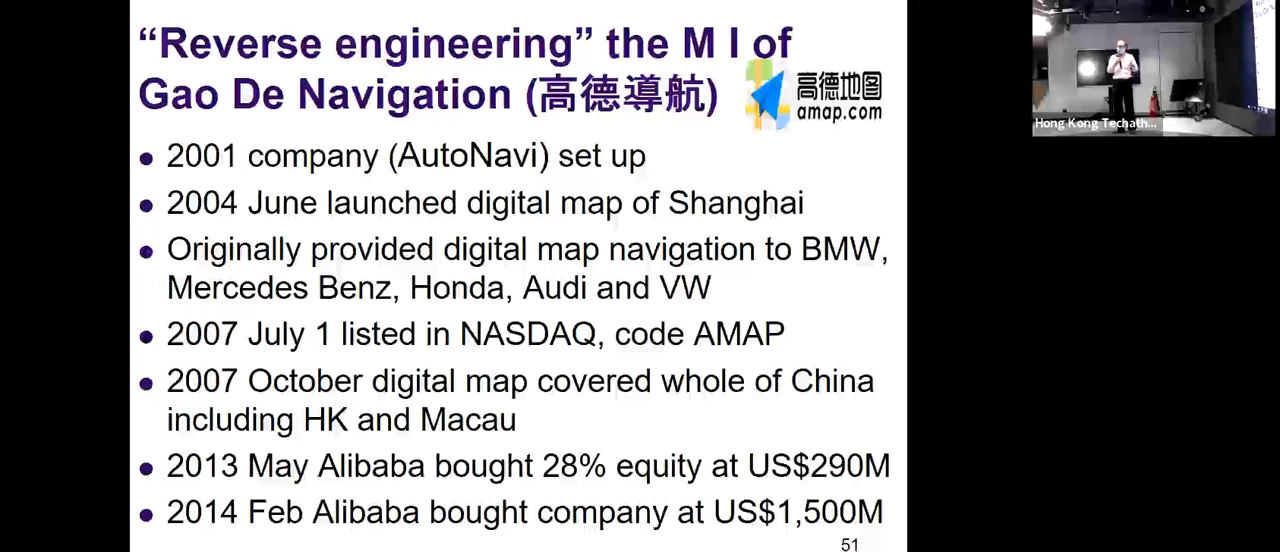 “Reverse engineering” the M I of
Gao De Navigation (高德導航)
高德地图
amap.com
● 2001 company (AutoNavi) set up
● 2004 June launched digital map of Shanghai
● Originally provided digital map navigation to BMW,
Mercedes Benz, Honda, Audi and VW
● 2007 July 1 listed in NASDAQ, code AMAP
● 2007 October digital map covered whole of China
including HK and Macau
● 2013 May Alibaba bought 28% equity at US$290M
● 2014 Feb Alibaba bought company at US$1,500M
51
Hong Kong Techath...